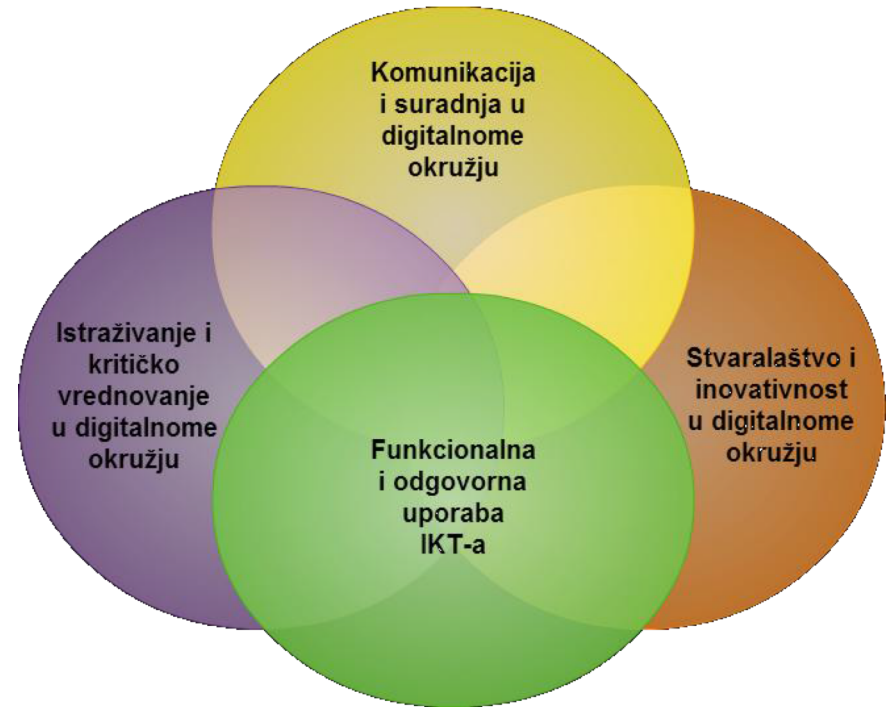 Komunikacija
i suradnja u
digitalnome
okružju
Istraživanje i
kritičko
vrednovanje
u digitalnome
okružju
Stvaralaštvo i
inovativnost
u digitalnome
okružju
Funkcionalna
i odgovorna
uporaba
IKT-a